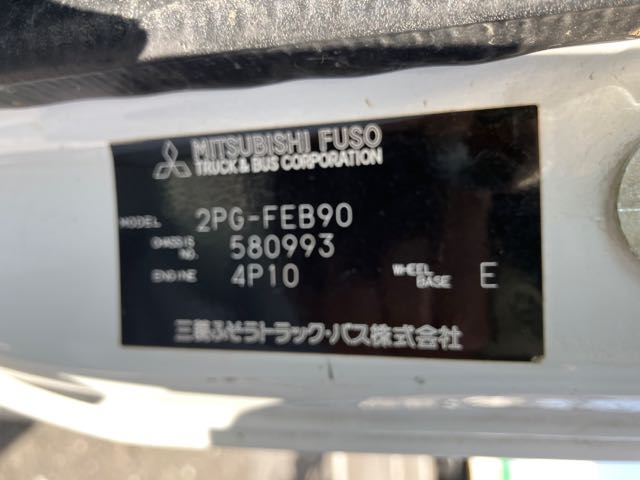 MITSUBISHI FUSO
TRUCK & BUS CORPORATION
MODEL 2PG-FEB90
CHASSIS NO. 580993
ENGINE 4P10 WHEEL BASE E
三菱ふそうトラック・バス株式会社